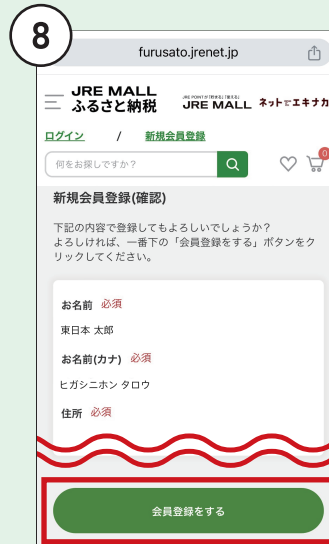 8
furusato.jrenet.jp
JRE MALL
ふるさと納税
JRE POINTが【貯まる】【使える】
JRE MALL
ネットでエキナカ
ログイン / 新規会員登録
何をお探しですか?
0
新規会員登録(確認)
下記の内容で登録してもよろしいでしょうか?
よろしければ、一番下の「会員登録をする」ボタンをク
リックしてください。
お名前 必須
東日本 太郎
お名前(カナ) 必須
ヒガシニホン タロウ
住所 必須
会員登録をする